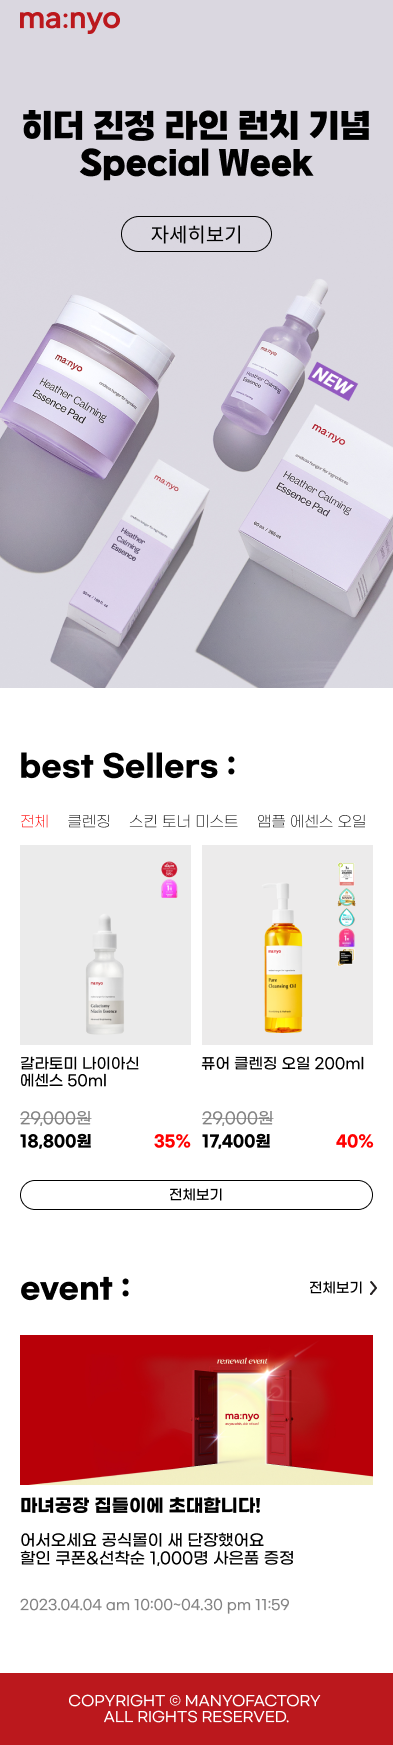 ma:nyo
히더 진정 라인 런치 기념
Special Week
자세히보기
ma:nyo
Heather Calming
Essence Pad
ma:nyo
Heather Calming
Essence
NEW
ma:nyo
Heather Calming
Essence Pad
ma:nyo
Heather
Calming
Essence
best Sellers :
전체 클렌징 스킨 토너 미스트 앰플 에센스 오일
ma:nyo
ma:nyo
Pure
Cleansing Oil
갈라토미 나이아신
에센스 50ml
퓨어 클렌징 오일 200ml
29,000원
18,800원 35%
29,000원
17,400원 40%
전체보기
event :
전체보기
re:newal event
ma:nyo
마녀공장 집들이에 초대합니다!
어서오세요 공식몰이 새 단장했어요
할인 쿠폰&선착순 1,000명 사은품 증정
2023.04.04 am 10:00~04.30 pm 11:59
COPYRIGHT © MANYOFACTORY
ALL RIGHTS RESERVED.